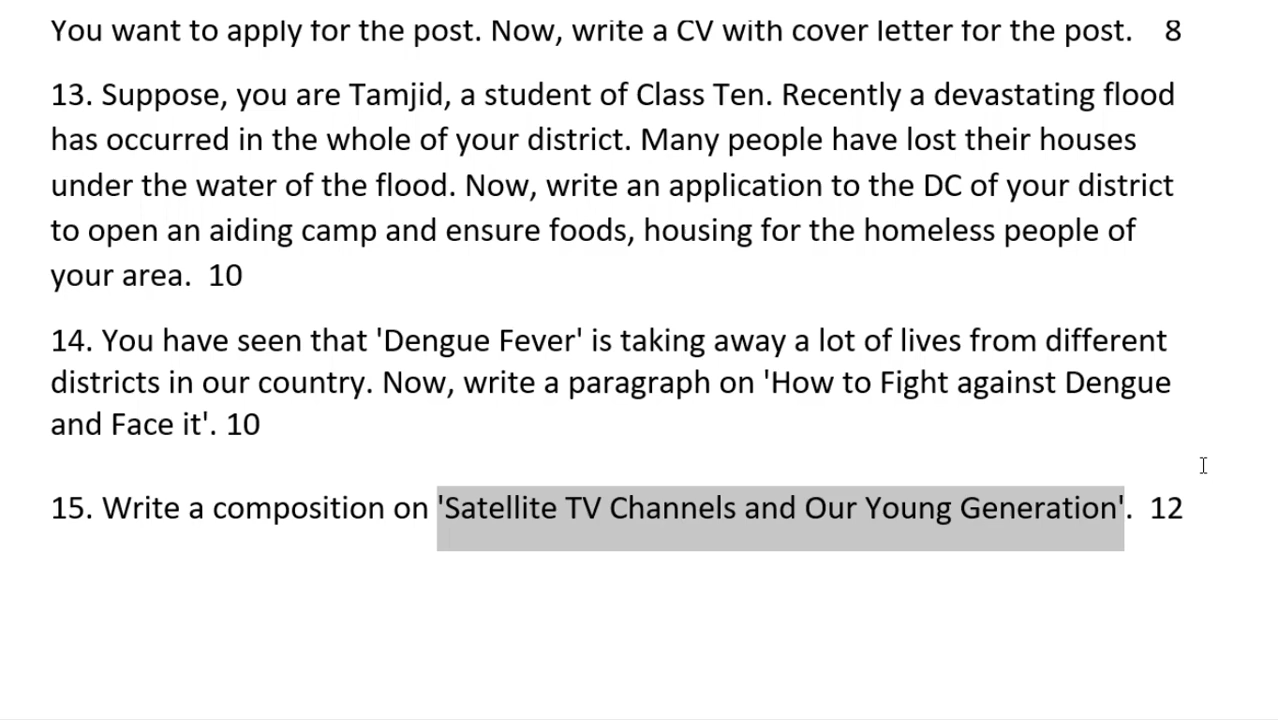 You want to apply for the post. Now, write a CV with cover letter for the post. 8
13. Suppose, you are Tamjid, a student of Class Ten. Recently a devastating flood
has occurred in the whole of your district. Many people have lost their houses
under the water of the flood. Now, write an application to the DC of your district
to open an aiding camp and ensure foods, housing for the homeless people of
your area. 10
14. You have seen that 'Dengue Fever' is taking away a lot of lives from different
districts in our country. Now, write a paragraph on 'How to Fight against Dengue
and Face it'. 10
15. Write a composition on 'Satellite TV Channels and Our Young Generation'. 12